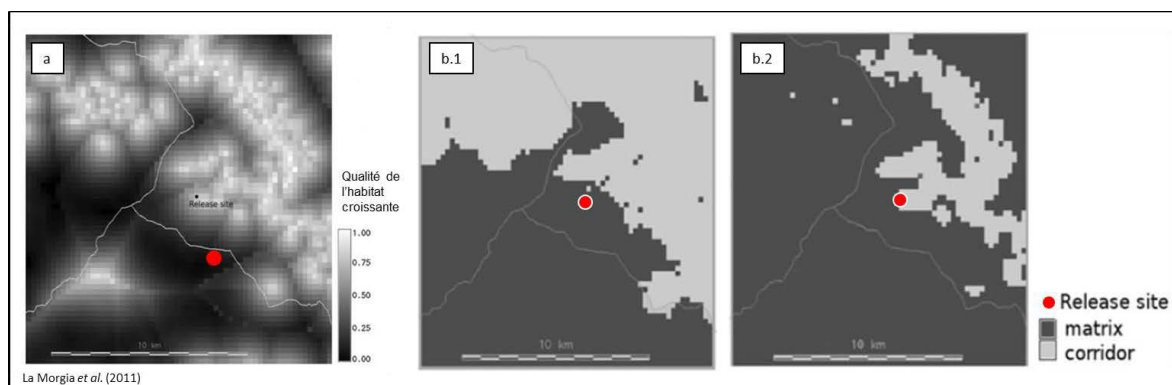 a
Release site
Qualité de
l'habitat
croissante
1.00
0.75
0.50
0.25
0.00
10 km
b.1
10 km
b.2
10 km
Release site
matrix
corridor
La Morgia et al. (2011)